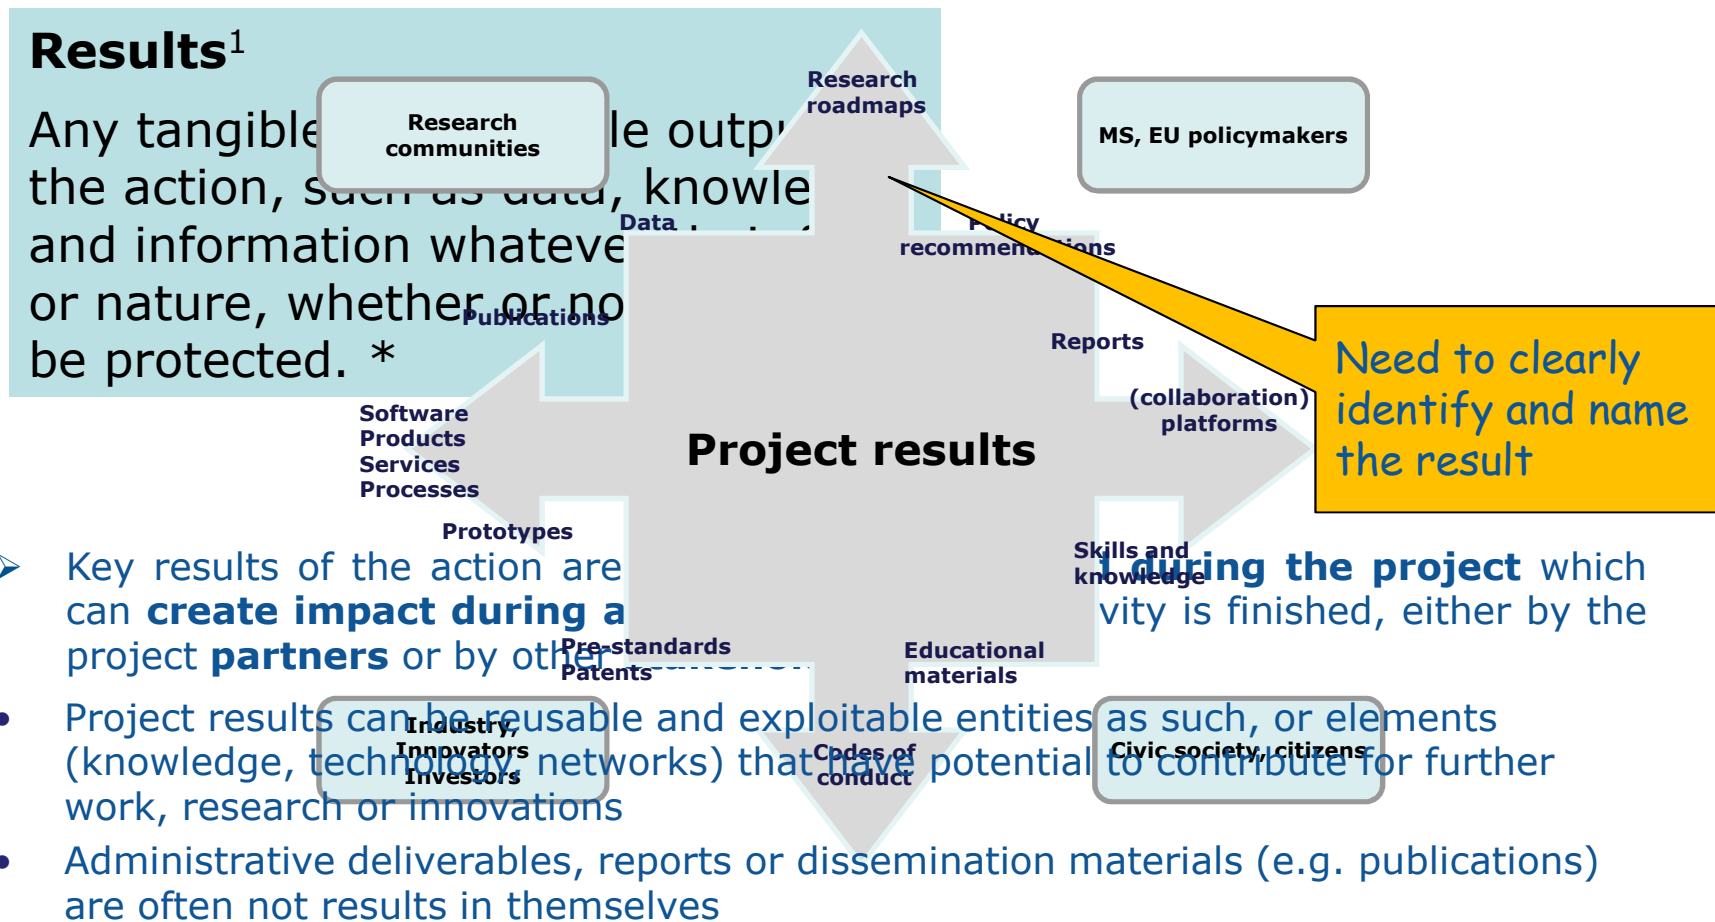 Results1
Any tangible le outpu
the action, such as data, knowle
and information whateve
or nature, whether or no
be protected. *
Research
communities
Research
roadmaps
MS, EU policymakers
Data
Policy
recommendations
Publications
Reports
(collaboration)
platforms
Need to clearly
identify and name
the result
Software
Products
Services
Processes
Project results
Prototypes
Skills and
knowledge
➢ Key results of the action are during the project which
can create impact during a vity is finished, either by the
project partners or by other
Pre-standards
Patents
Educational
materials
• Project results can be reusable and exploitable entities as such, or elements
(knowledge, technology, networks) that have potential to contribute for further
work, research or innovations
Industry,
Innovators
Investors
Codes of
conduct
Civic society, citizens
• Administrative deliverables, reports or dissemination materials (e.g. publications)
are often not results in themselves